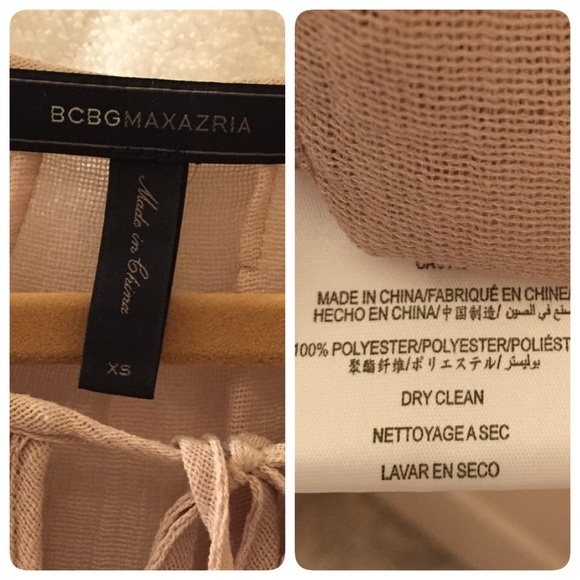 BCBGMAXAZRIA
Made in China
XS
MADE IN CHINA/FABRIQUÉ EN CHINE/
HECHO EN CHINA/中国制造/ صنع في الصين
100% POLYESTER/POLYESTER/POLIÉST
聚酯纤维/ポリエステル/ بوليستر
DRY CLEAN
NETTOYAGE A SEC
LAVAR EN SECO